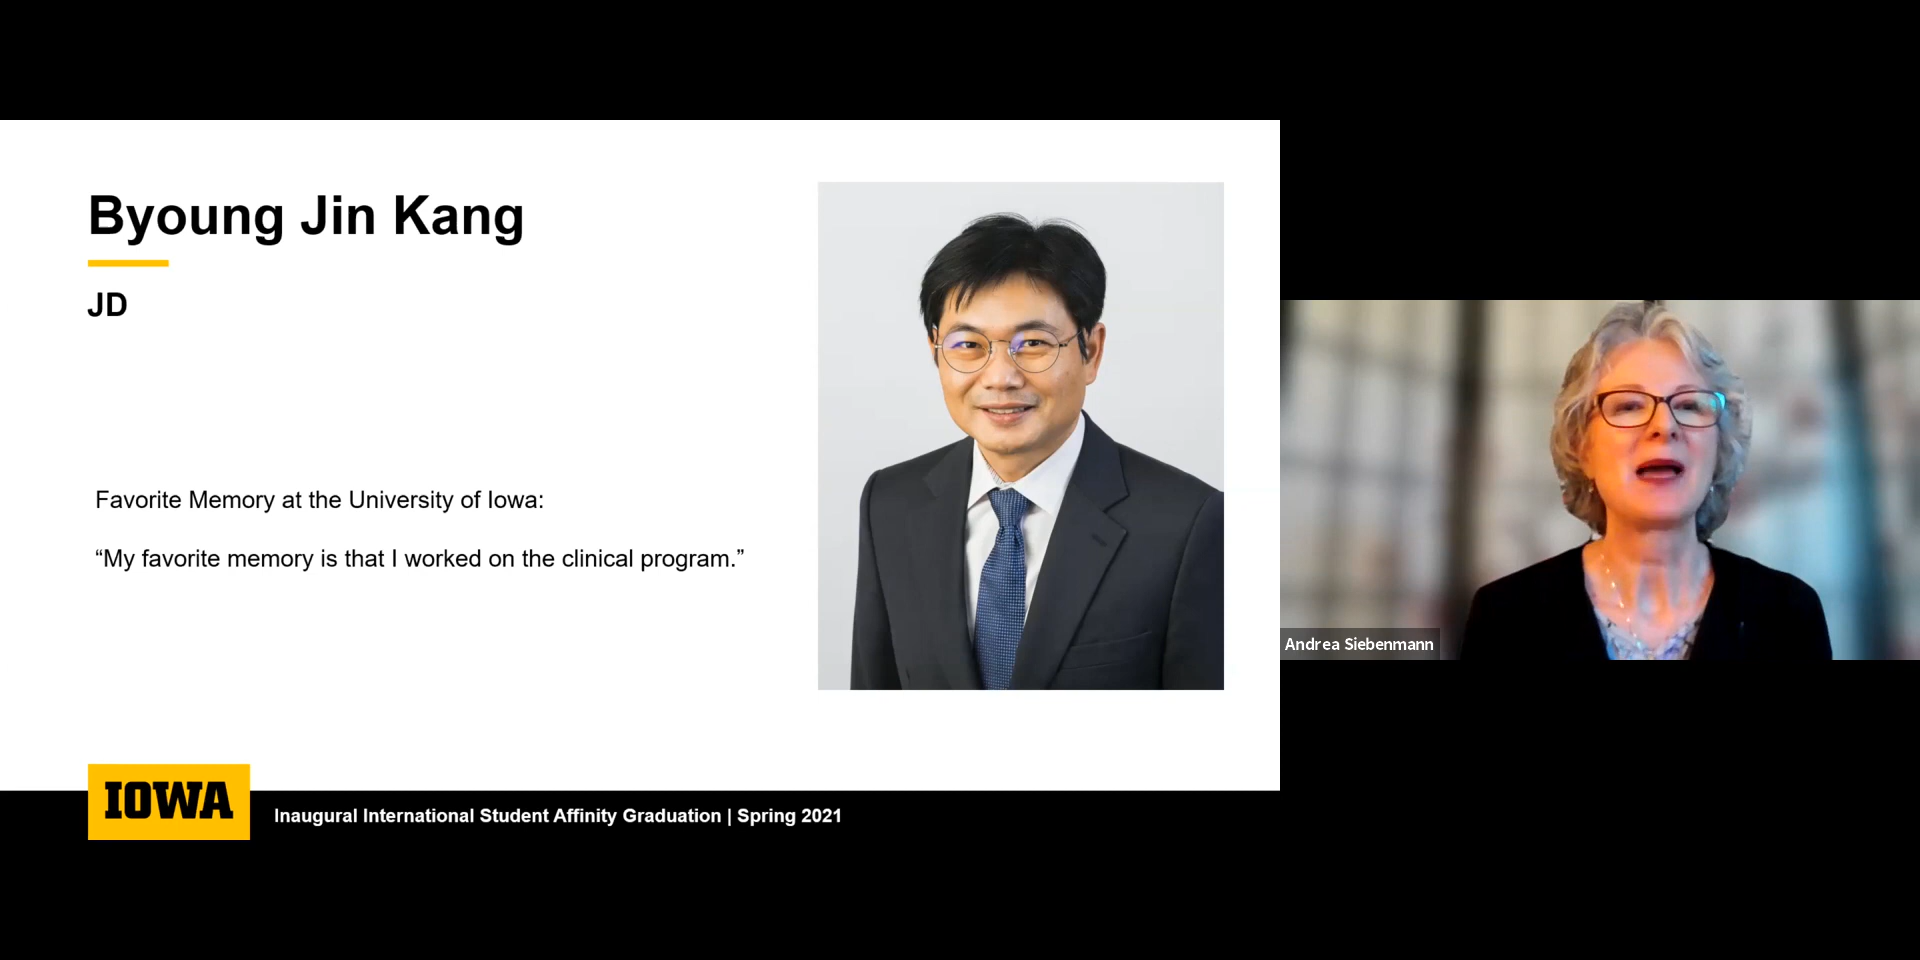 Byoung Jin Kang
JD
Favorite Memory at the University of Iowa:
“My favorite memory is that I worked on the clinical program.”
IOWA
Inaugural International Student Affinity Graduation | Spring 2021
Andrea Siebenmann